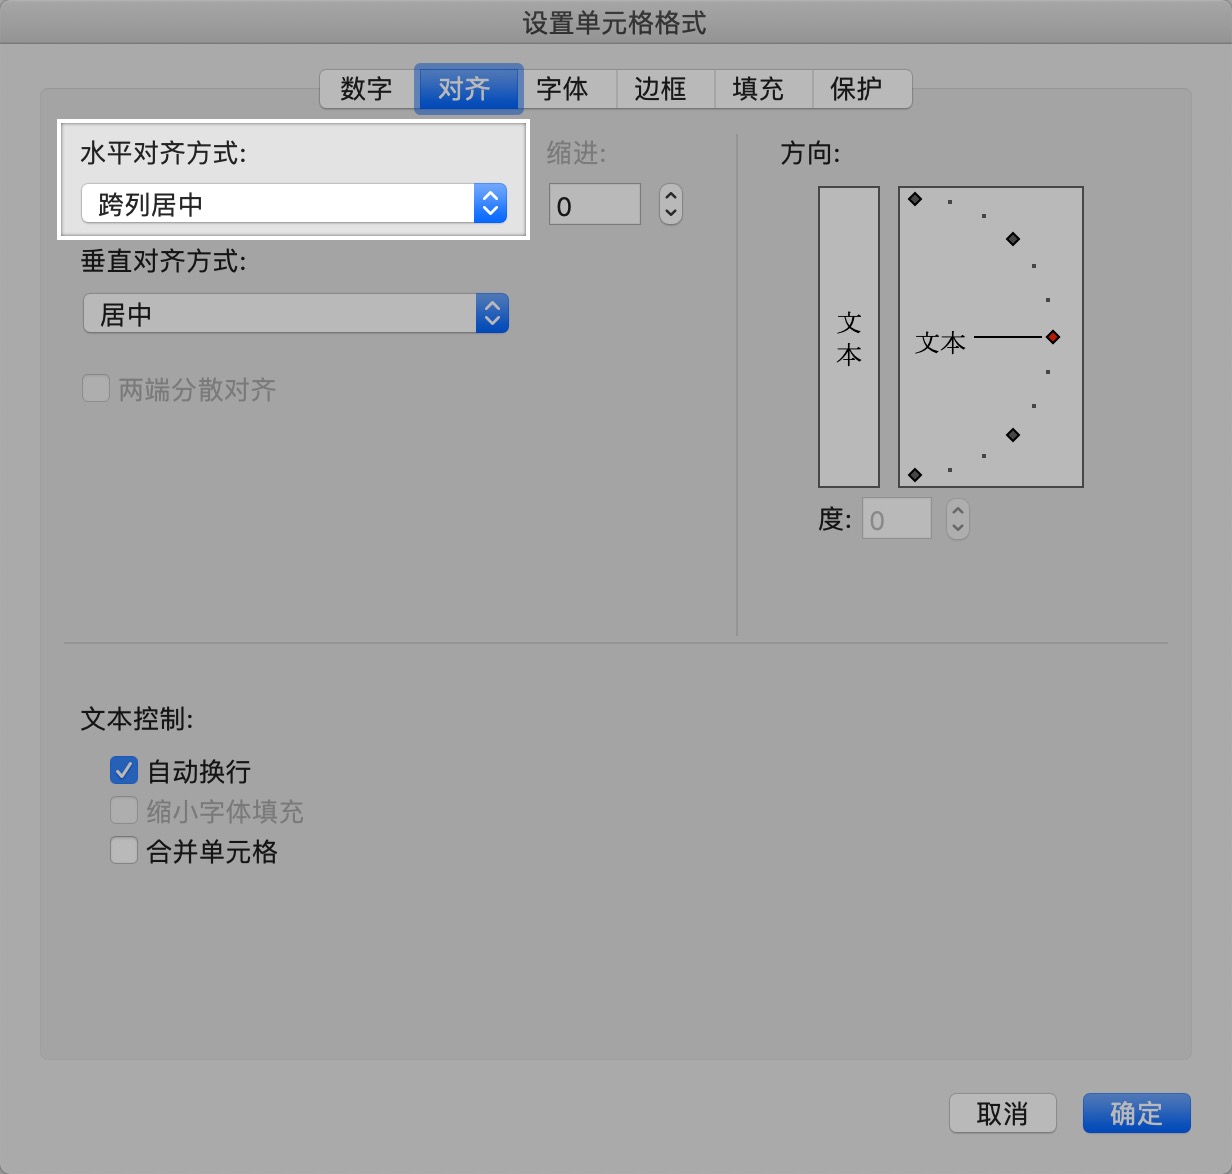 设置单元格格式
数字 对齐 字体 边框 填充 保护
水平对齐方式: 缩进: 方向:
跨列居中 0
垂直对齐方式:
居中
文本
文本
两端分散对齐
度: 0
文本控制:
自动换行
缩小字体填充
合并单元格
取消 确定